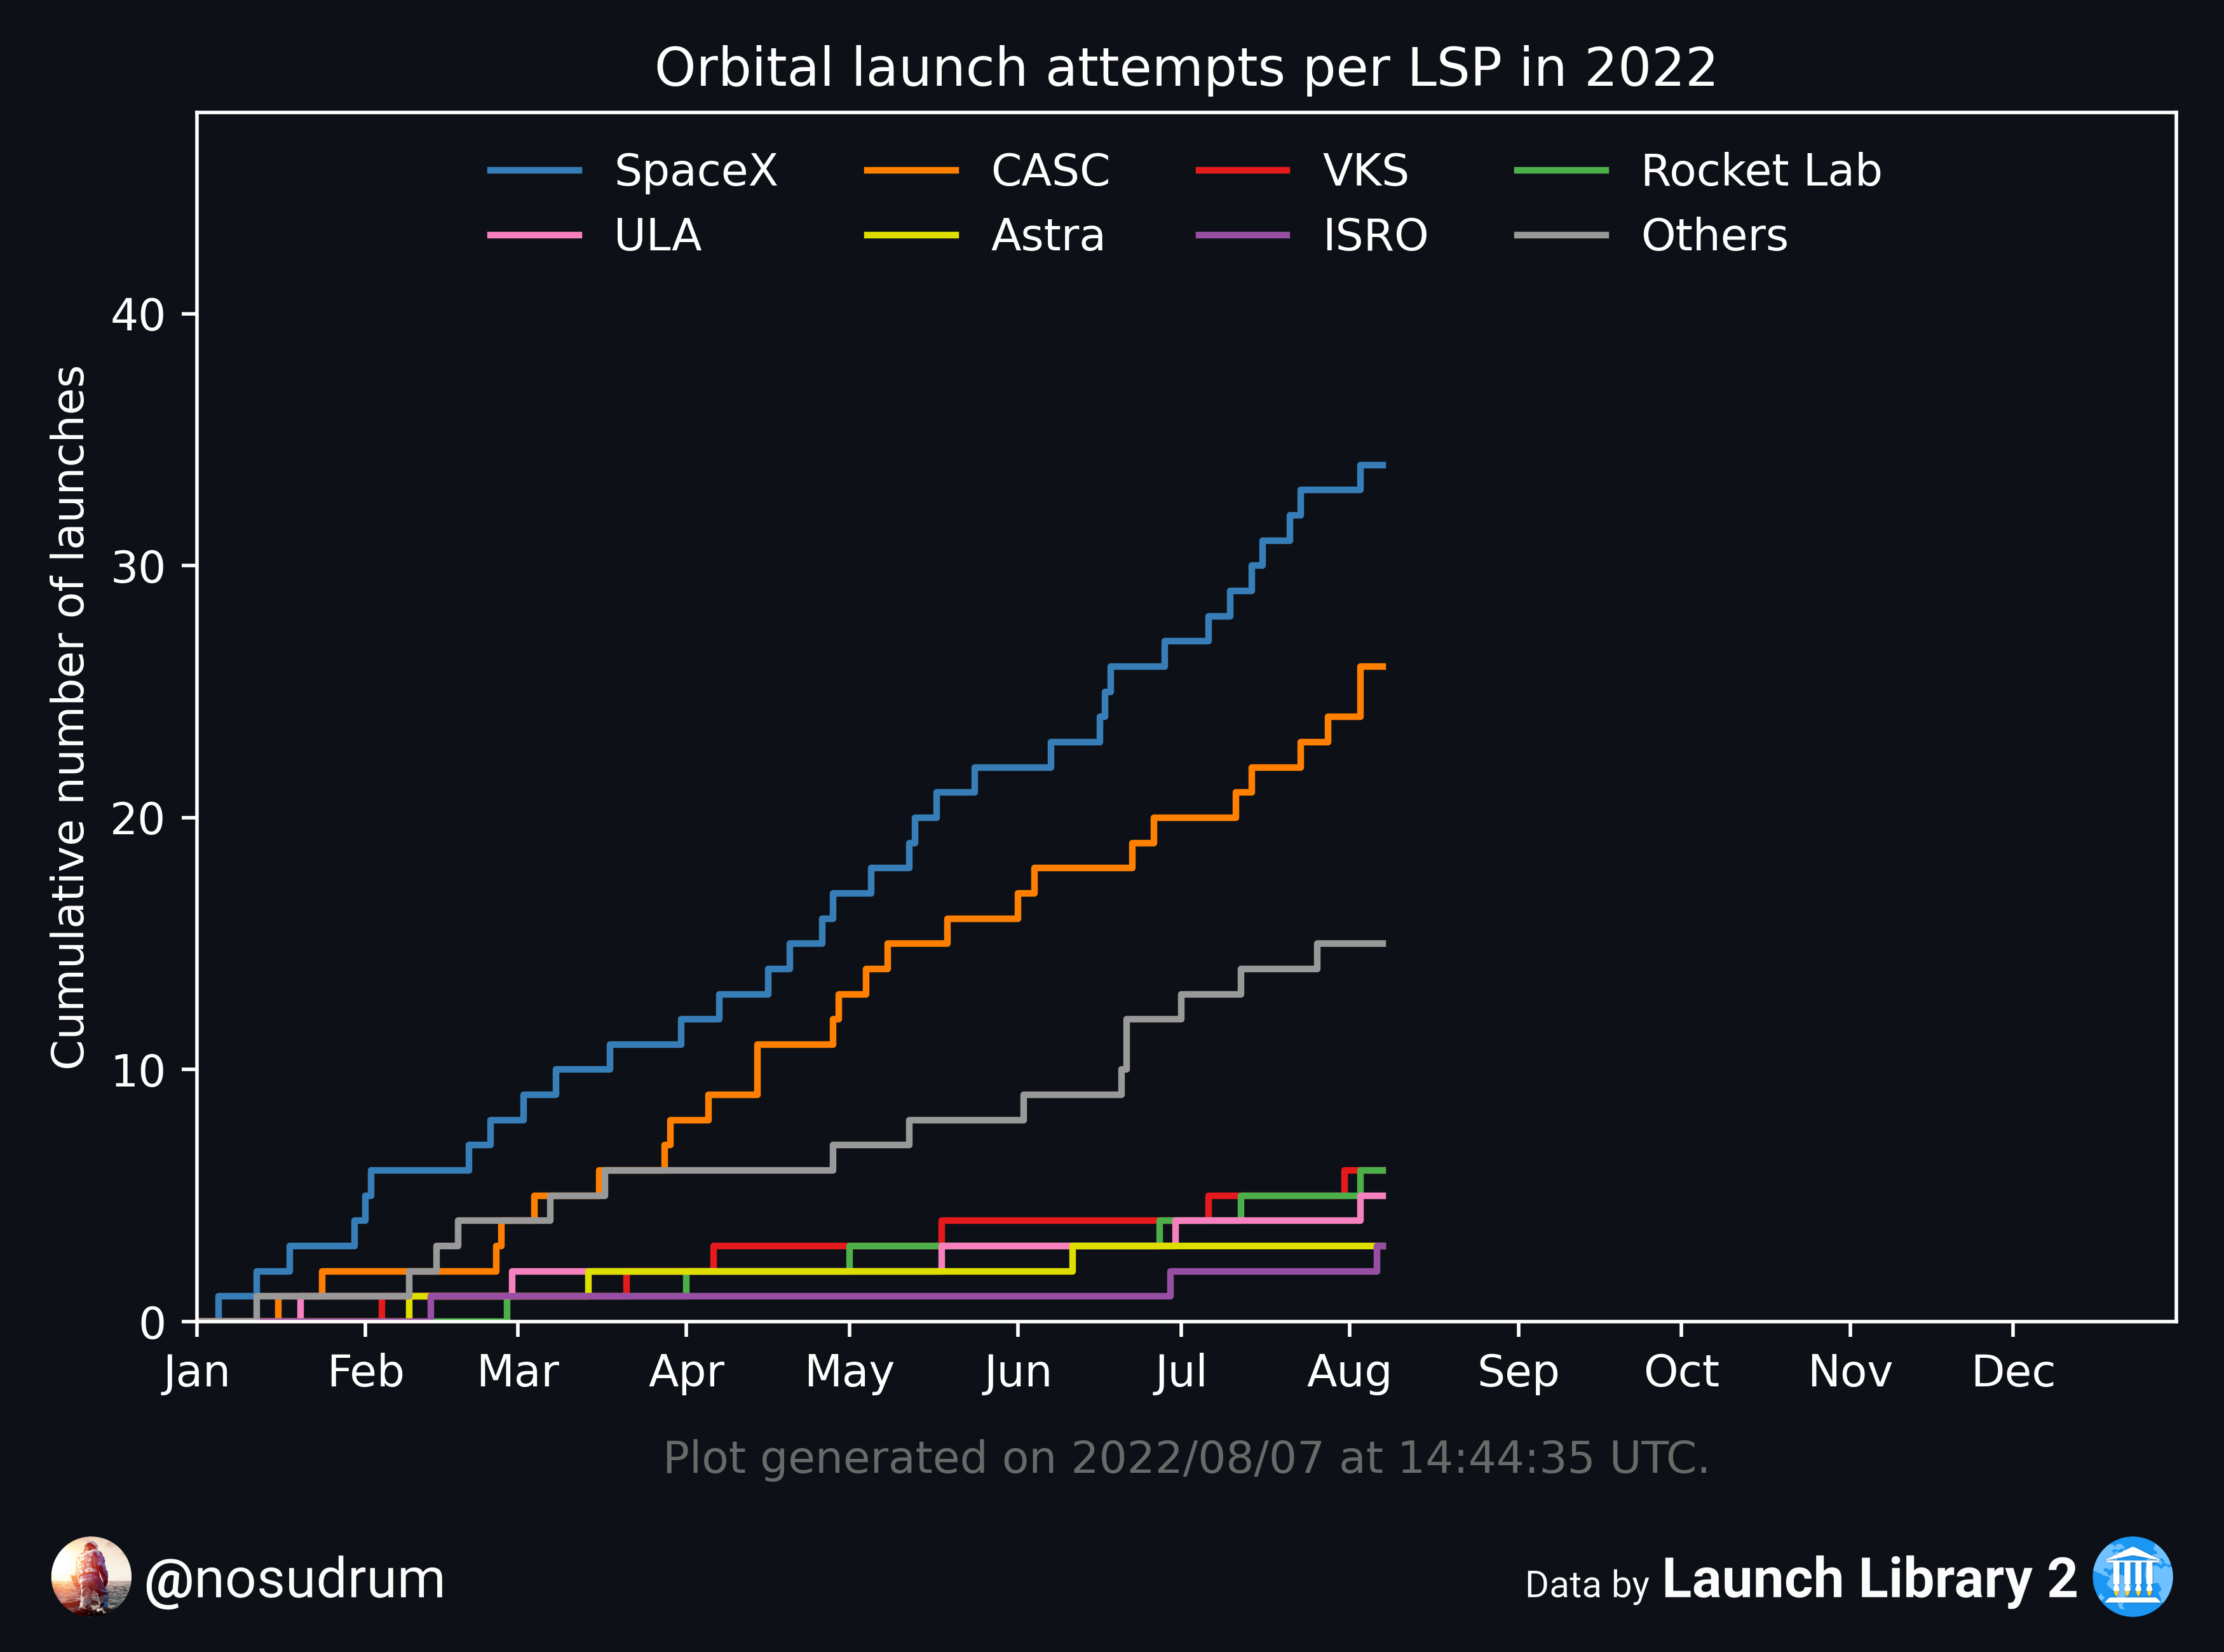 Orbital launch attempts per LSP in 2022
SpaceX CASC VKS Rocket Lab
ULA Astra ISRO Others
Cumulative number of launches
40
30
20
10
0
Jan Feb Mar Apr May Jun Jul Aug Sep Oct Nov Dec
Plot generated on 2022/08/07 at 14:44:35 UTC.
@nosudrum
Data by Launch Library 2